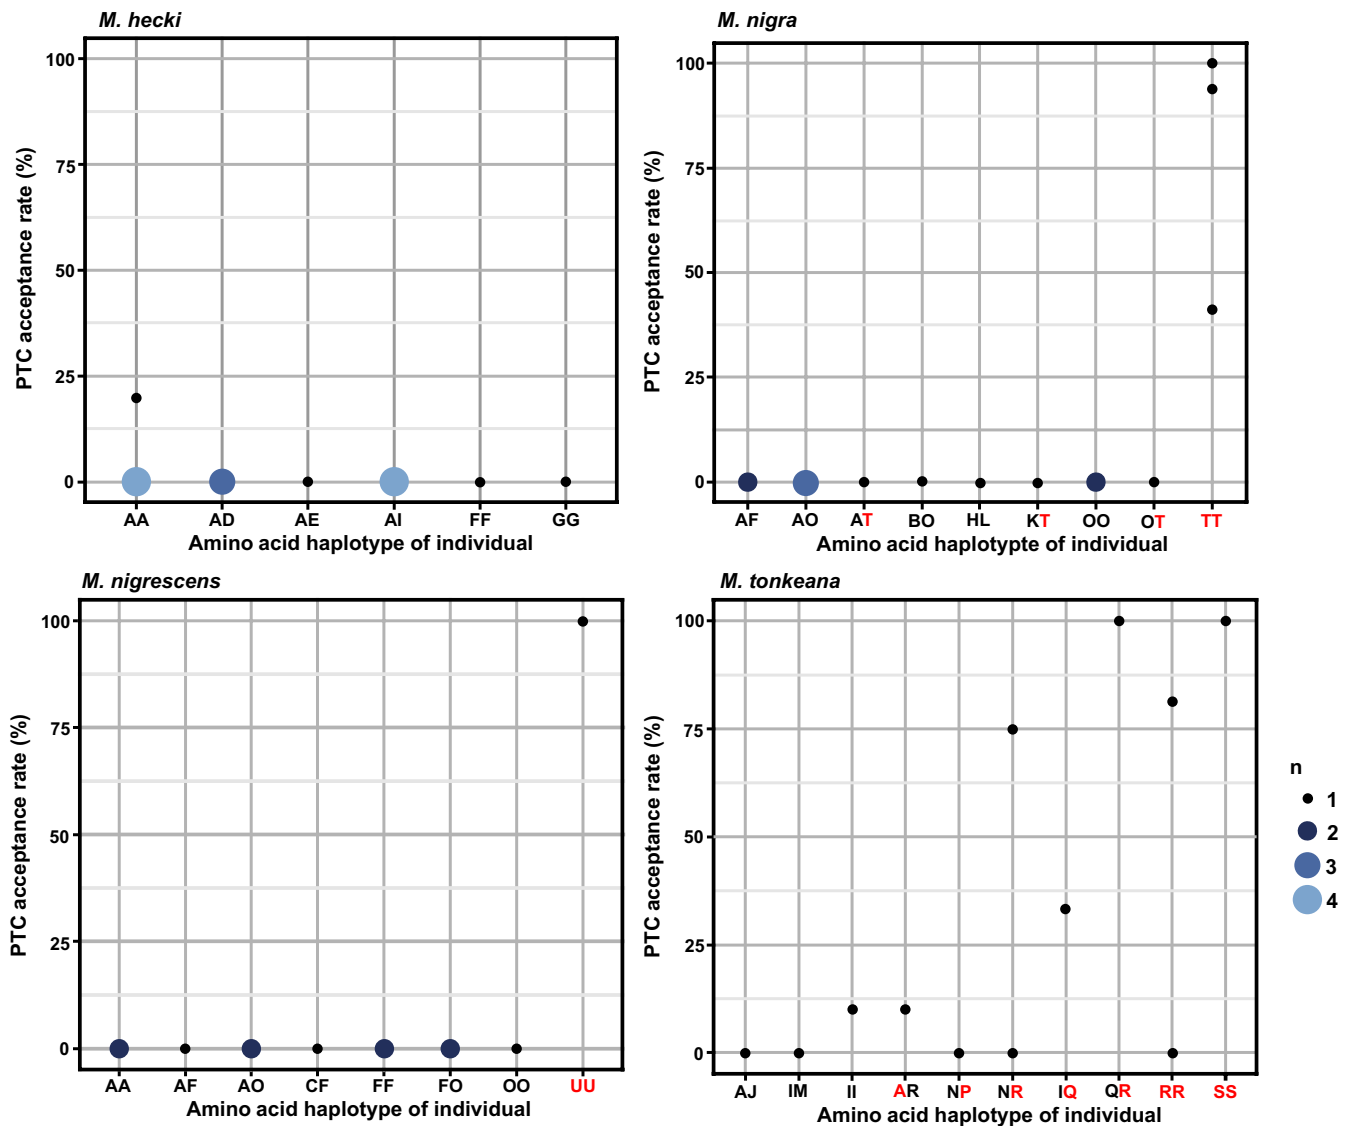 M. hecki
100
75
50
25
0
PTC acceptance rate (%)
AA AD AE AI FF GG
Amino acid haplotype of individual
M. nigra
100
75
50
25
0
PTC acceptance rate (%)
AF AO AT BO HL KT OO OT TT
Amino acid haplotypte of individual
M. nigrescens
100
75
50
25
0
PTC acceptance rate (%)
AA AF AO CF FF FO OO UU
Amino acid haplotype of individual
M. tonkeana
100
75
50
25
0
PTC acceptance rate (%)
AJ IM II AR NP NR IQ QR RR SS
Amino acid haplotype of individual
n
1
2
3
4